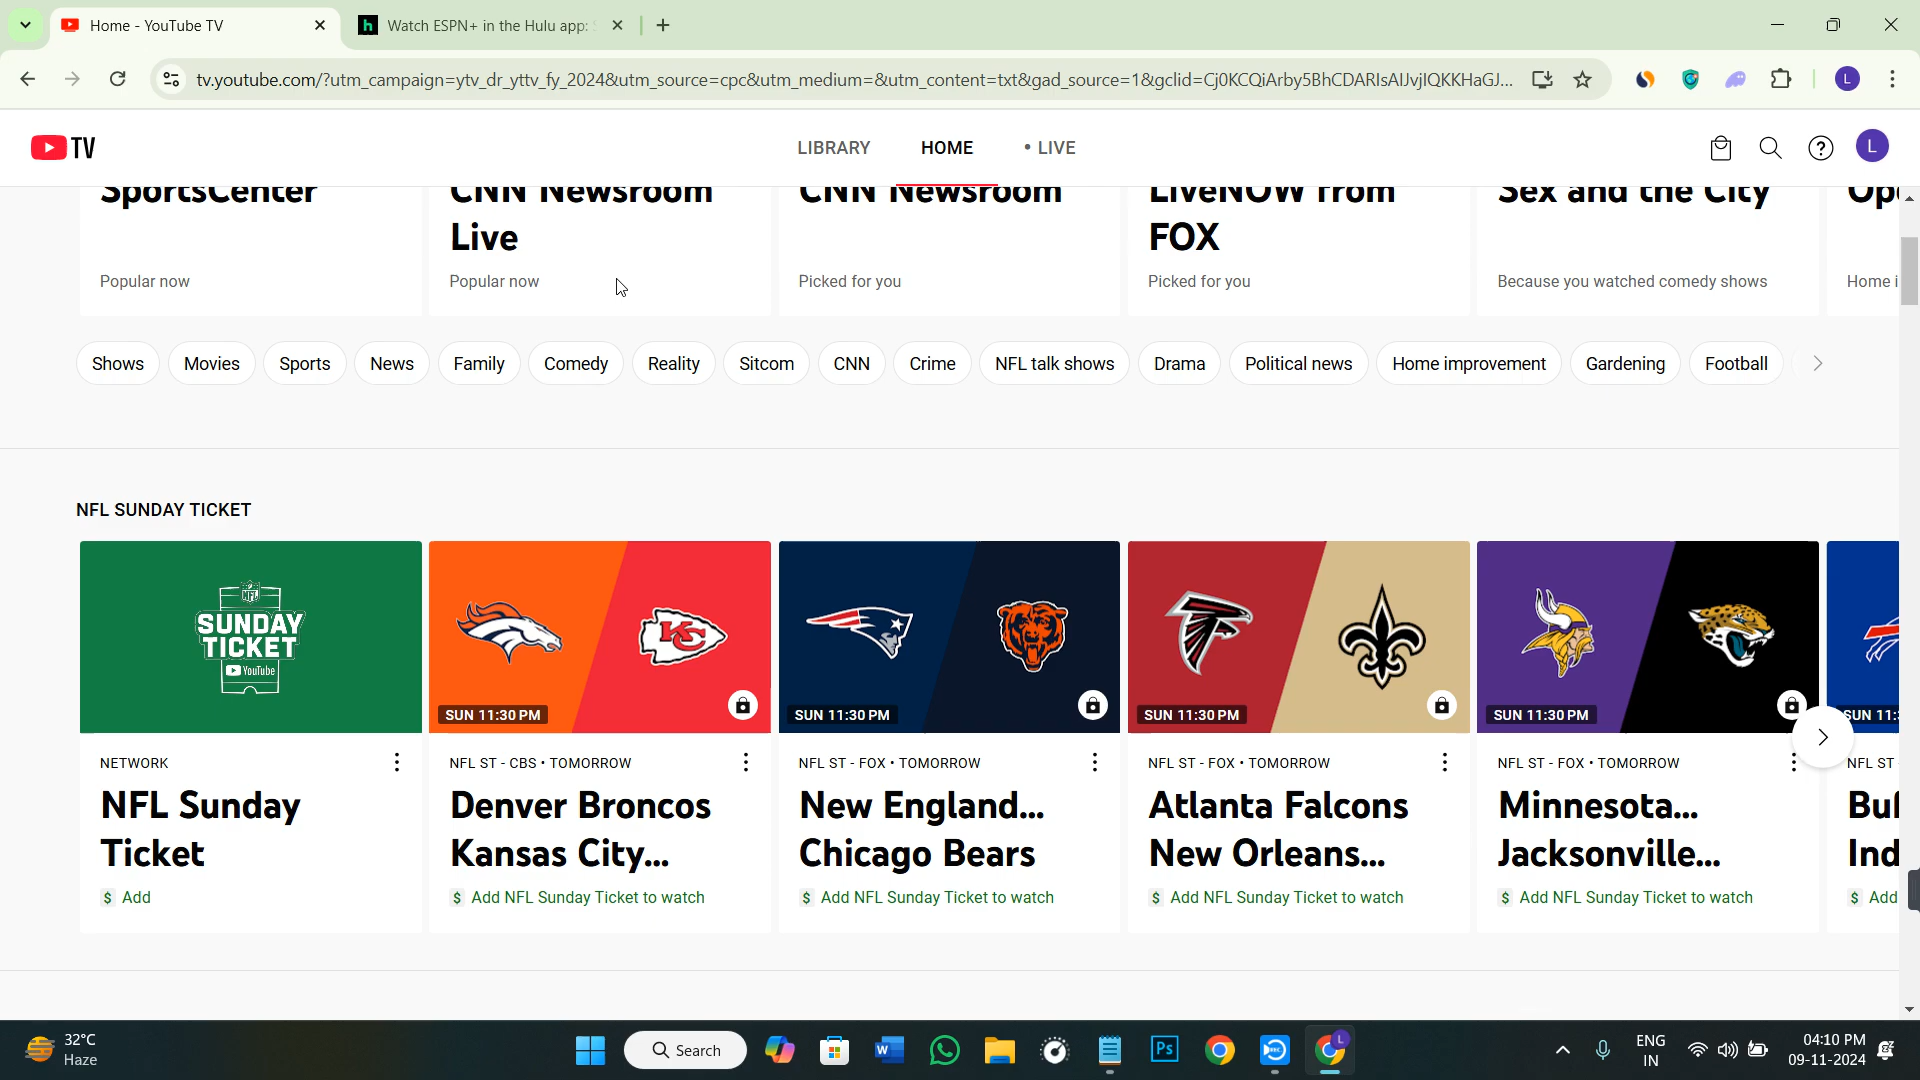 Home - YouTube TV
Watch ESPN+ in the Hulu app:
tv.youtube.com/?utm_campaign=ytv_dr_yttv_fy_2024&utm_source=cpc&utm_medium=&utm_content=txt&gad_source=1&gclid=Cj0KCQiArby5BhCDARIsAIJvjIQKKHaGJ...
L
TV
LIBRARY
HOME
• LIVE
L
SportsCenter
Popular now
CNN Newsroom
Live
Popular now
CNN Newsroom
Picked for you
LiveNOW from
FOX
Picked for you
Sex and the City
Because you watched comedy shows
Home i
Shows
Movies
Sports
News
Family
Comedy
Reality
Sitcom
CNN
Crime
NFL talk shows
Drama
Political news
Home improvement
Gardening
Football
NFL SUNDAY TICKET
NFL
SUNDAY
TICKET
YouTube
NETWORK
NFL Sunday
Ticket
$ Add
KC
SUN 11:30 PM
NFL ST - CBS • TOMORROW
Denver Broncos
Kansas City...
$ Add NFL Sunday Ticket to watch
SUN 11:30 PM
NFL ST - FOX • TOMORROW
New England...
Chicago Bears
$ Add NFL Sunday Ticket to watch
SUN 11:30 PM
NFL ST - FOX • TOMORROW
Atlanta Falcons
New Orleans...
$ Add NFL Sunday Ticket to watch
SUN 11:30 PM
NFL ST - FOX • TOMORROW
Minnesota...
Jacksonville...
$ Add NFL Sunday Ticket to watch
SUN 11:
NFL ST
Buf
Ind
$ Add
32°C
Haze
Search
ENG
IN
04:10 PM
09-11-2024